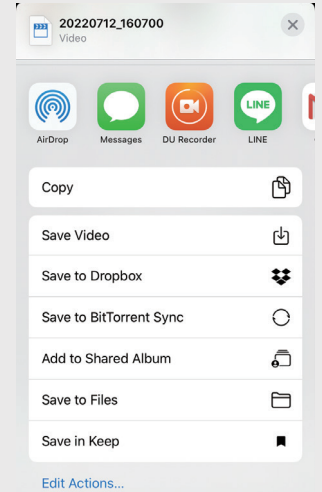 20220712_160700
Video
AirDrop
Messages
DU Recorder
LINE
LINE
Copy
Save Video
Save to Dropbox
Save to BitTorrent Sync
Add to Shared Album
Save to Files
Save in Keep
Edit Actions...